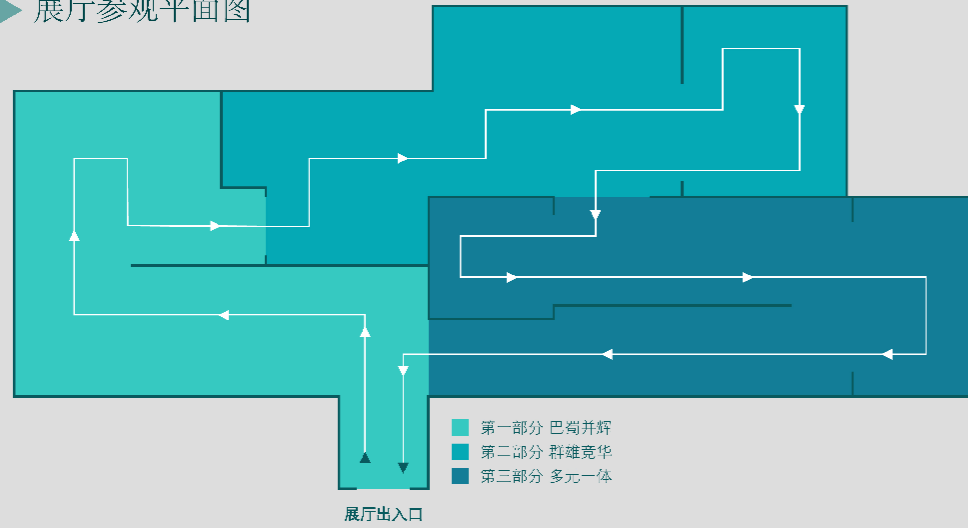 展厅参观平面图
第一部分 巴蜀并辉
第二部分 群雄竞华
第三部分 多元一体
展厅出入口